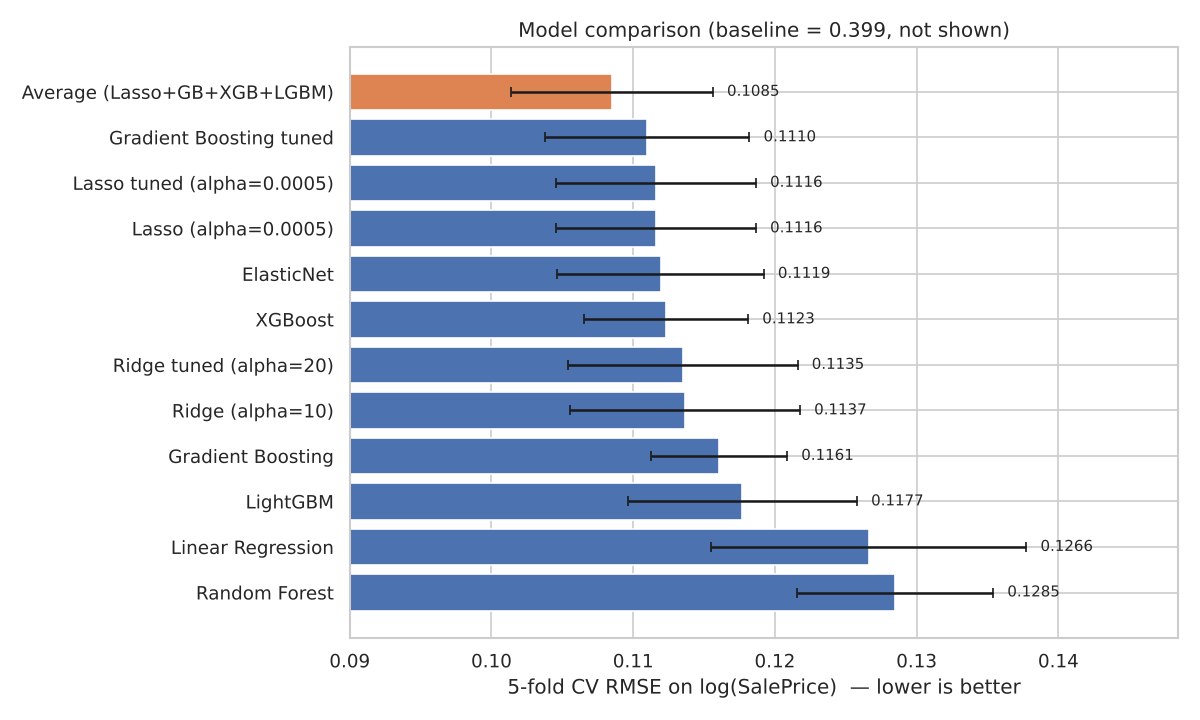 Model comparison (baseline = 0.399, not shown)
Average (Lasso+GB+XGB+LGBM) 0.1085
Gradient Boosting tuned 0.1110
Lasso tuned (alpha=0.0005) 0.1116
Lasso (alpha=0.0005) 0.1116
ElasticNet 0.1119
XGBoost 0.1123
Ridge tuned (alpha=20) 0.1135
Ridge (alpha=10) 0.1137
Gradient Boosting 0.1161
LightGBM 0.1177
Linear Regression 0.1266
Random Forest 0.1285
0.09 0.10 0.11 0.12 0.13 0.14
5-fold CV RMSE on log(SalePrice) — lower is better